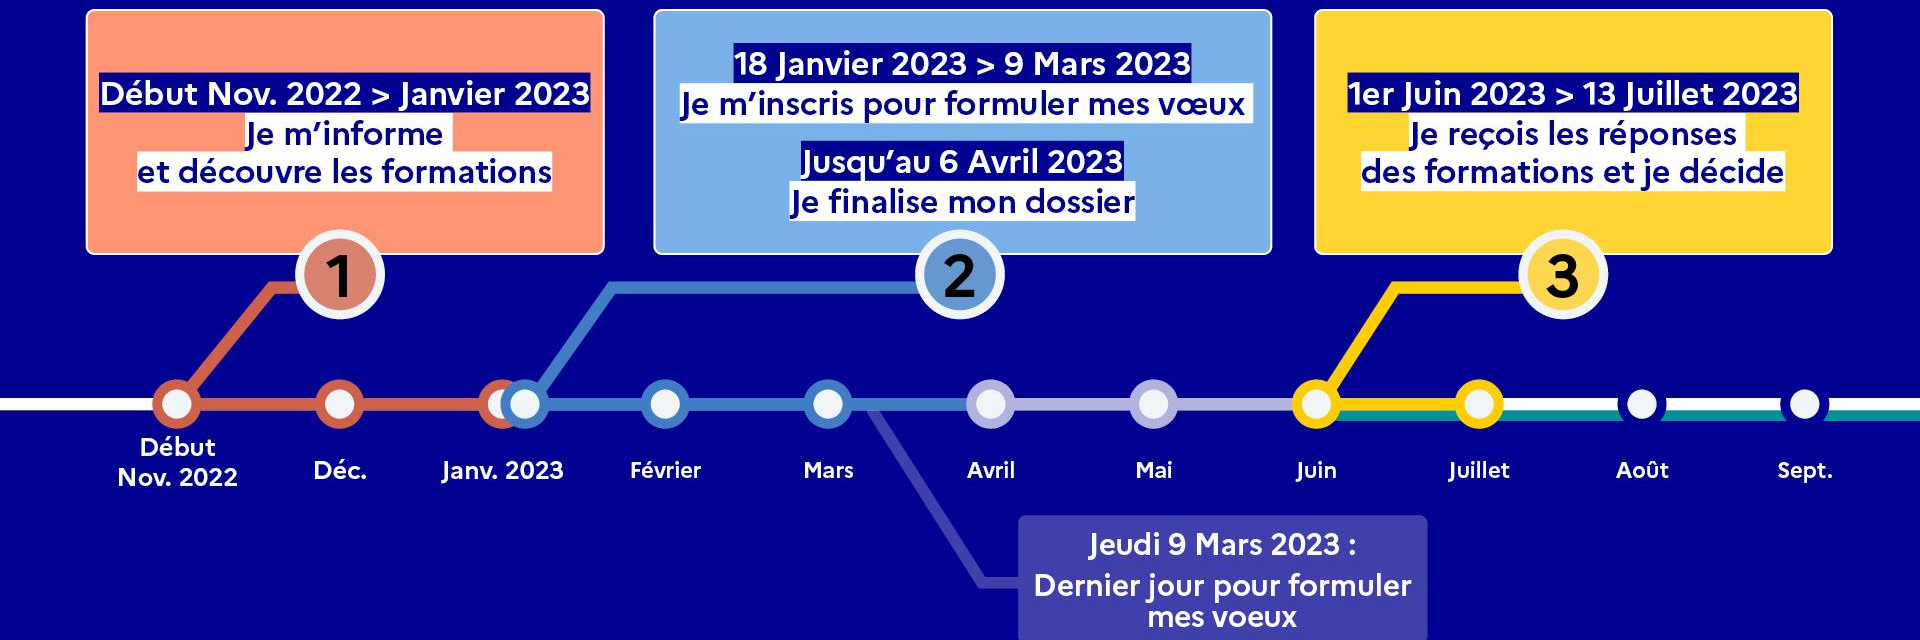 Début Nov. 2022 > Janvier 2023
Je m’informe
et découvre les formations
1
18 Janvier 2023 > 9 Mars 2023
Je m’inscris pour formuler mes vœux
Jusqu’au 6 Avril 2023
Je finalise mon dossier
2
1er Juin 2023 > 13 Juillet 2023
Je reçois les réponses
des formations et je décide
3
Début
Nov. 2022
Déc.
Janv. 2023
Février
Mars
Avril
Mai
Juin
Juillet
Août
Sept.
Jeudi 9 Mars 2023 :
Dernier jour pour formuler
mes voeux